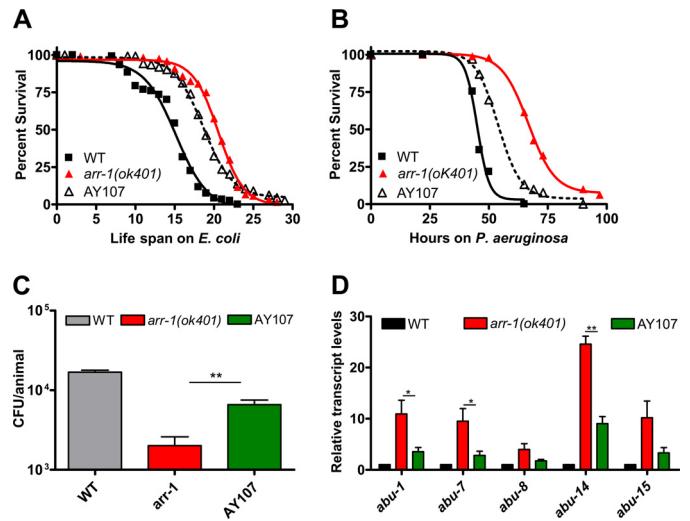 A
Percent Survival
100
75
50
25
0
WT
arr-1(ok401)
AY107
0 5 10 15 20 25 30
Life span on E. coli
B
Percent Survival
100
75
50
25
0
WT
arr-1(oK401)
AY107
0 25 50 75 100
Hours on P. aeruginosa
C
WT arr-1(ok401) AY107
CFU/animal
10^5
10^4
10^3
**
WT arr-1 AY107
D
WT arr-1(ok401) AY107
Relative transcript levels
30
20
10
0
* * **
abu-1 abu-7 abu-8 abu-14 abu-15